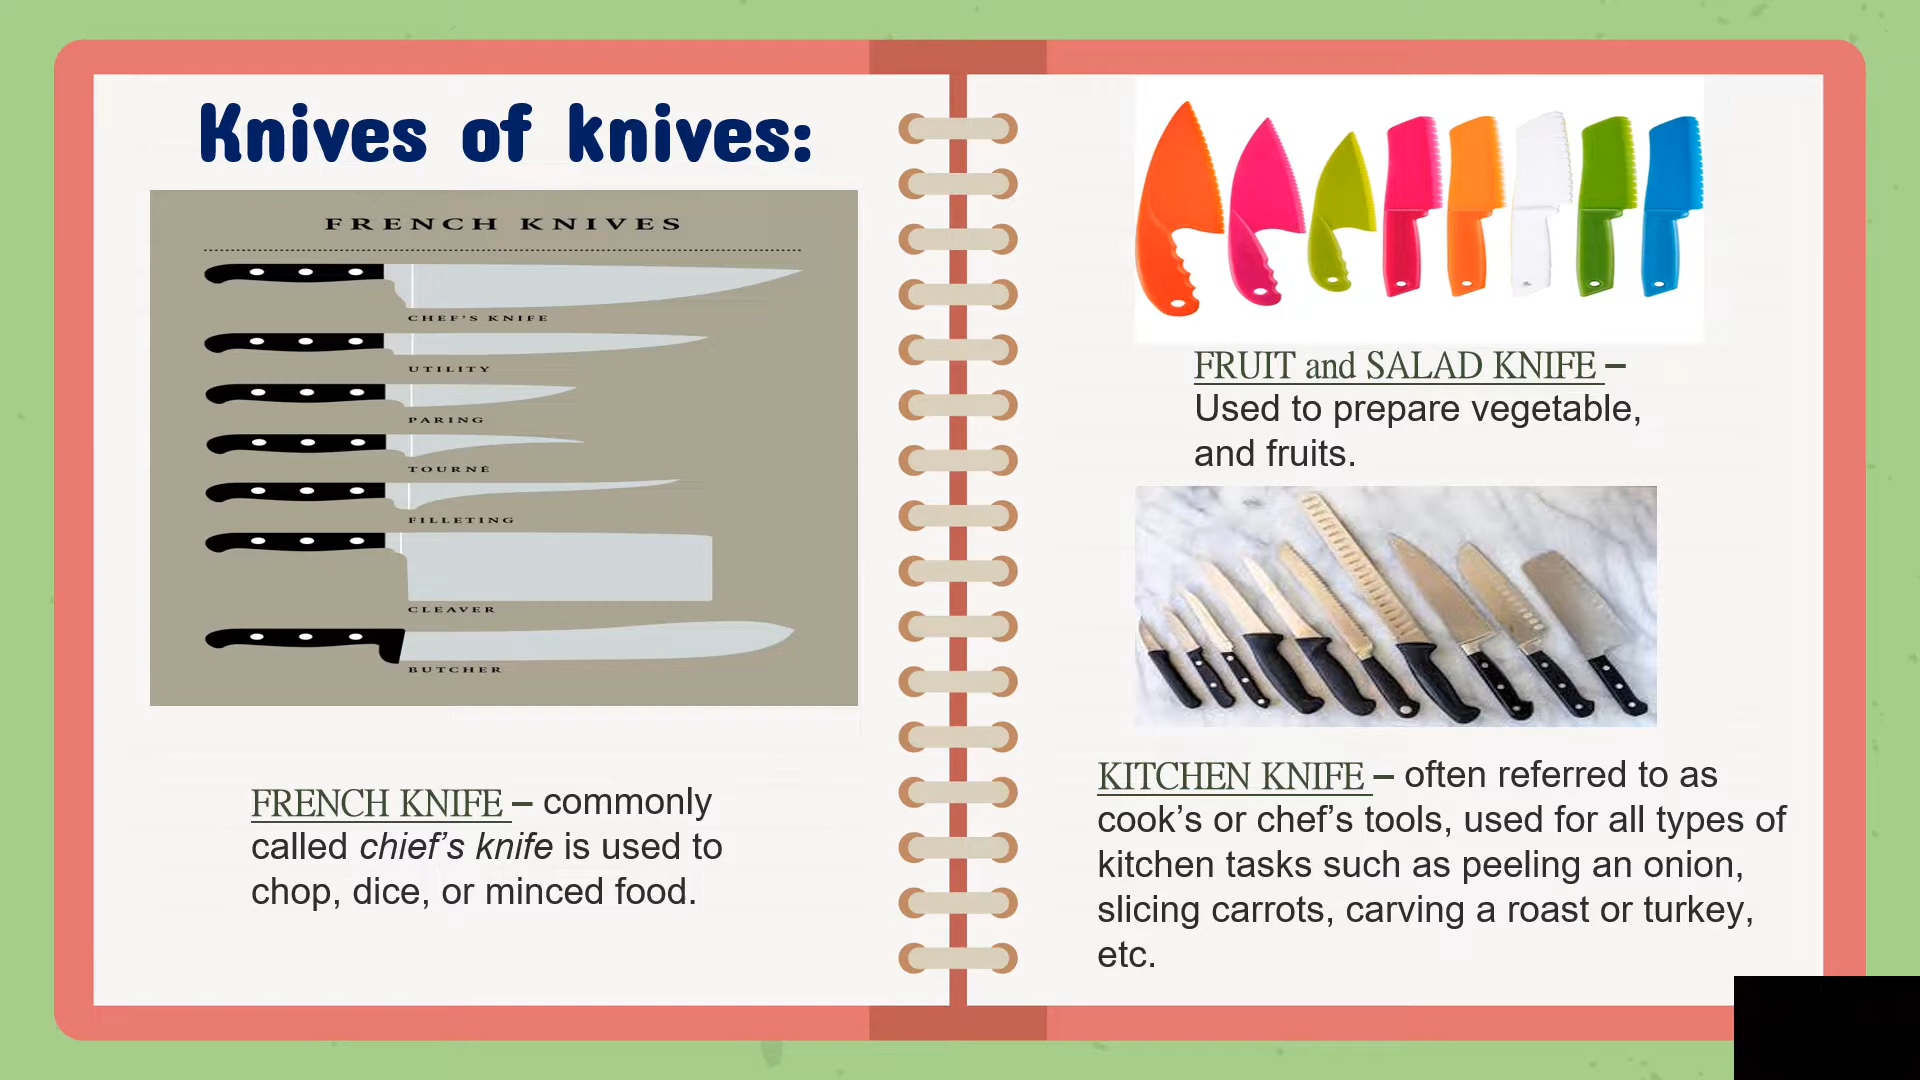 Knives of knives:
FRENCH KNIVES
CHEF'S KNIFE
UTILITY
PARING
TOURNÉ
FILLETING
CLEAVER
BUTCHER
FRENCH KNIFE – commonly
called chief’s knife is used to
chop, dice, or minced food.
FRUIT and SALAD KNIFE –
Used to prepare vegetable,
and fruits.
KITCHEN KNIFE – often referred to as
cook’s or chef’s tools, used for all types of
kitchen tasks such as peeling an onion,
slicing carrots, carving a roast or turkey,
etc.